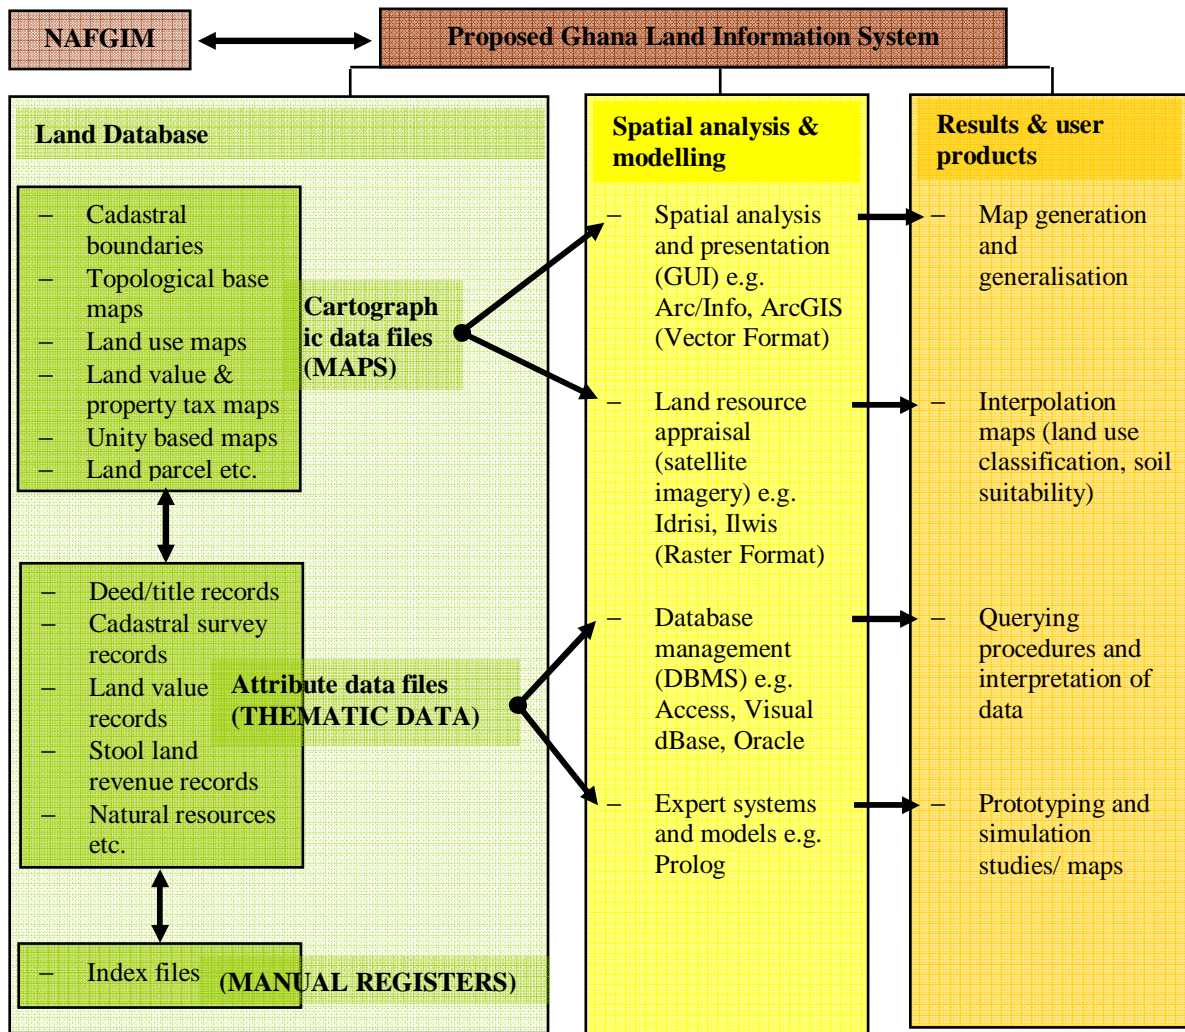 NAFGIM
Proposed Ghana Land Information System
Land Database
– Cadastral
boundaries
– Topological base
maps
– Land use maps
– Land value &
property tax maps
– Unity based maps
– Land parcel etc.
Cartograph
ic data files
(MAPS)
– Deed/title records
– Cadastral survey
records
– Land value
records
– Stool land
revenue records
– Natural resources
etc.
Attribute data files
(THEMATIC DATA)
– Index files
(MANUAL REGISTERS)
Spatial analysis &
modelling
– Spatial analysis
and presentation
(GUI) e.g.
Arc/Info, ArcGIS
(Vector Format)
– Land resource
appraisal
(satellite
imagery) e.g.
Idrisi, Ilwis
(Raster Format)
– Database
management
(DBMS) e.g.
Access, Visual
dBase, Oracle
– Expert systems
and models e.g.
Prolog
Results & user
products
– Map generation
and
generalisation
– Interpolation
maps (land use
classification, soil
suitability)
– Querying
procedures and
interpretation of
data
– Prototyping and
simulation
studies/ maps